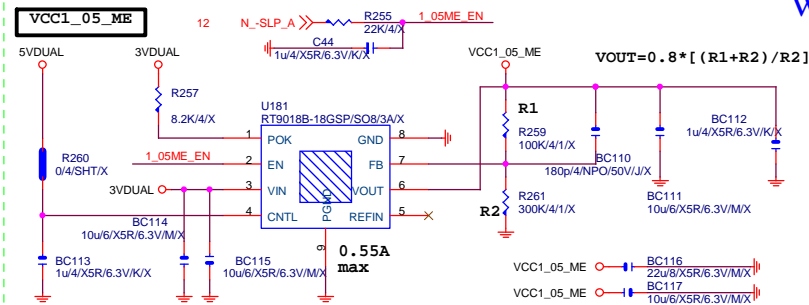 VCC1_05_ME
12 N_-SLP_A R255 1_05ME_EN
22K/4/X
C44
1u/4/X5R/6.3V/K/X
5VDUAL 3VDUAL
VCC1_05_ME
VOUT=0.8*[(R1+R2)/R2]
R257
8.2K/4/X
U181
RT9018B-18GSP/SO8/3A/X
R1
R259
100K/4/1/X
BC112
1u/4/X5R/6.3V/K/X
1 POK GND 8
1_05ME_EN 2 EN FB 7
3VDUAL 3 VIN VOUT 6
4 CNTL REFIN 5
PGND
9
R260
0/4/SHT/X
BC110
180p/4/NPO/50V/J/X
R2
R261
300K/4/1/X
BC111
10u/6/X5R/6.3V/M/X
BC114
10u/6/X5R/6.3V/M/X
BC113
1u/4/X5R/6.3V/K/X
BC115
10u/6/X5R/6.3V/M/X
0.55A
max
VCC1_05_ME BC116
22u/8/X5R/6.3V/M/X
VCC1_05_ME BC117
10u/6/X5R/6.3V/M/X